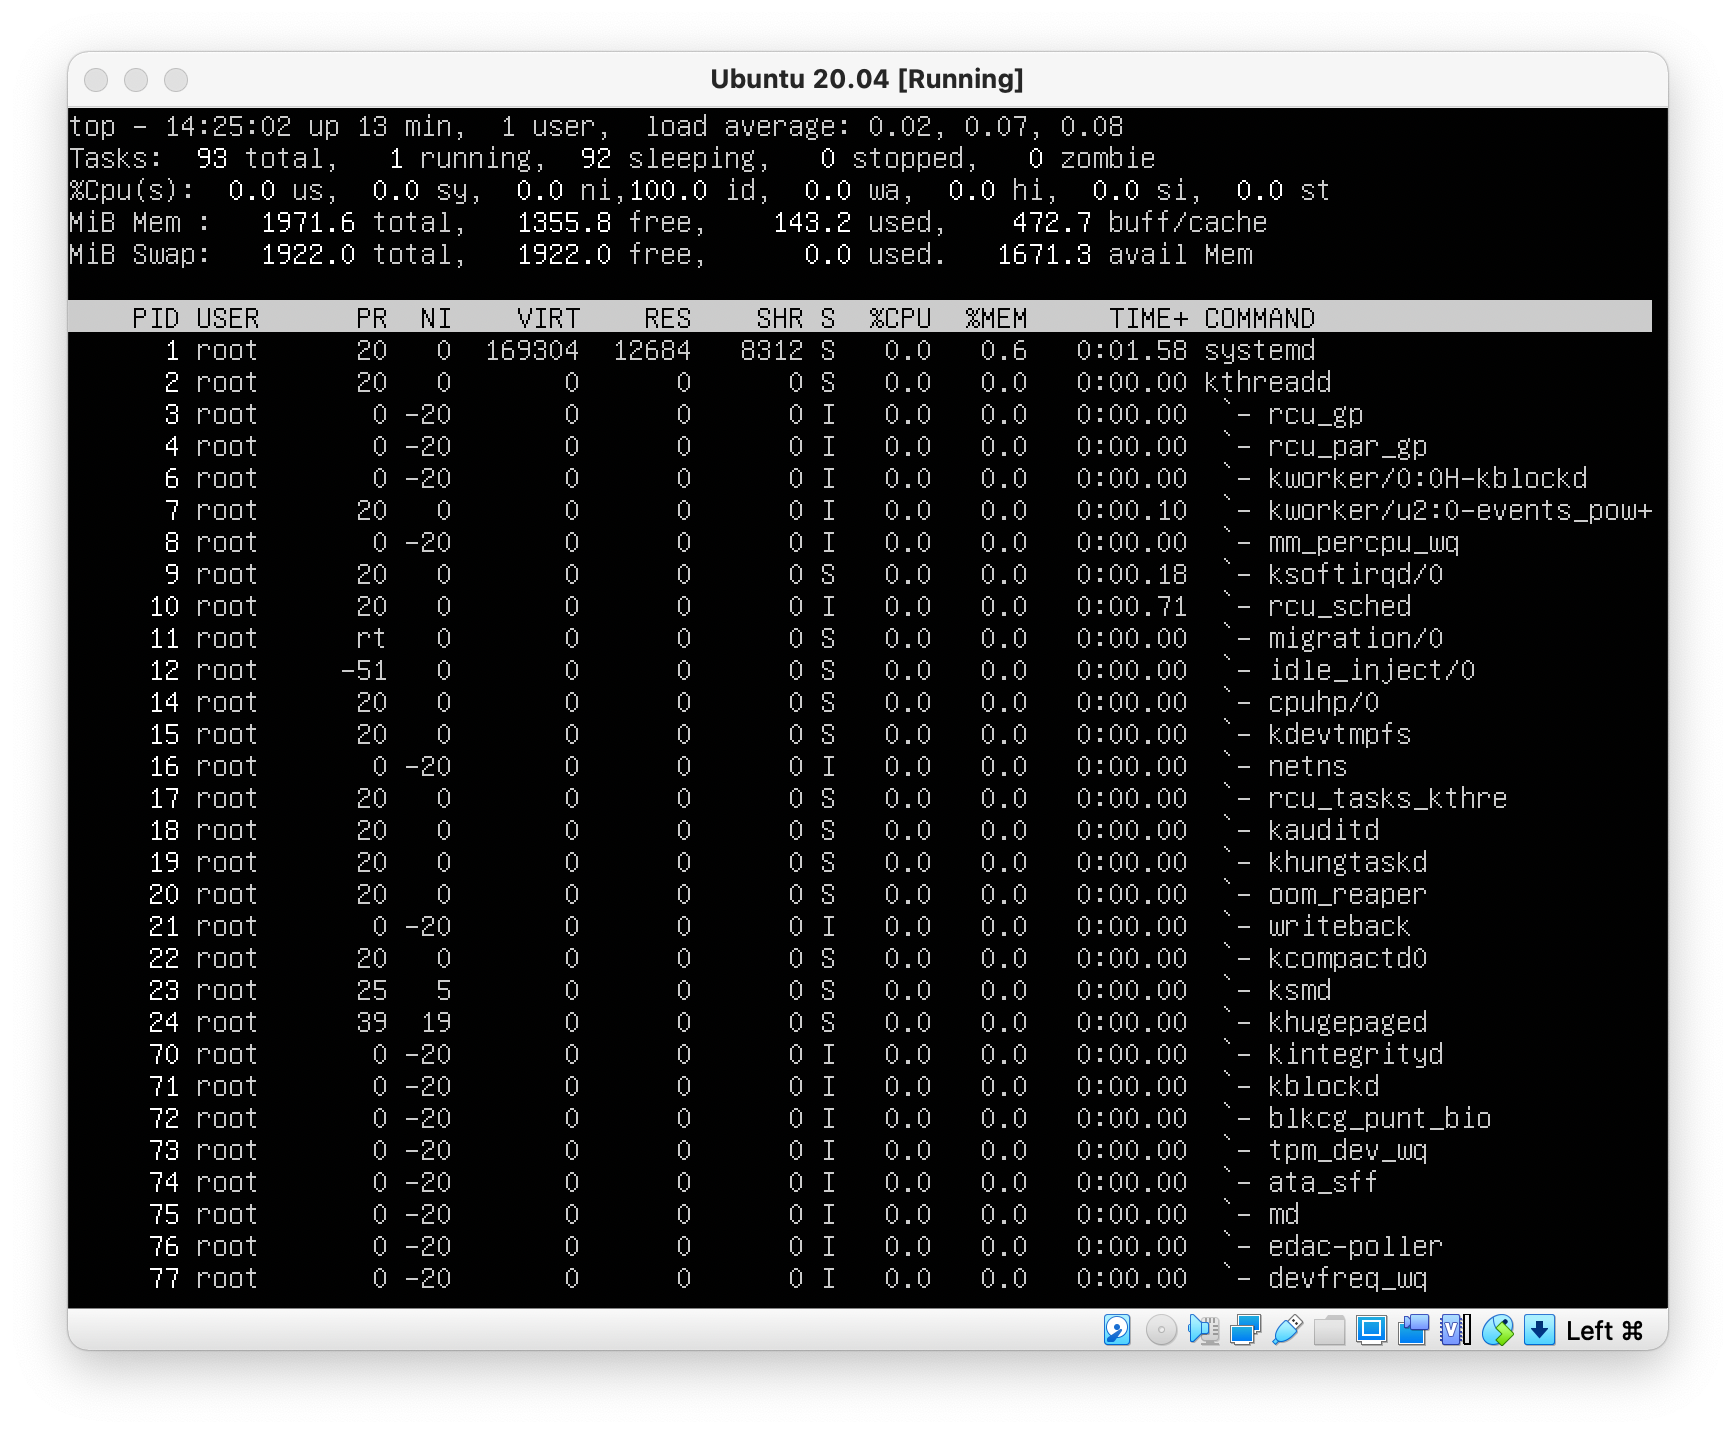 Ubuntu 20.04 [Running]
top - 14:25:02 up 13 min,  1 user,  load average: 0.02, 0.07, 0.08
Tasks:  93 total,   1 running,  92 sleeping,   0 stopped,   0 zombie
%Cpu(s):  0.0 us,  0.0 sy,  0.0 ni,100.0 id,  0.0 wa,  0.0 hi,  0.0 si,  0.0 st
MiB Mem :   1971.6 total,   1355.8 free,    143.2 used,    472.7 buff/cache
MiB Swap:   1922.0 total,   1922.0 free,      0.0 used.   1671.3 avail Mem
    PID USER      PR  NI    VIRT    RES    SHR S  %CPU  %MEM     TIME+ COMMAND
      1 root      20   0  169304  12684   8312 S   0.0   0.6   0:01.58 systemd
      2 root      20   0       0      0      0 S   0.0   0.0   0:00.00 kthreadd
      3 root       0 -20       0      0      0 I   0.0   0.0   0:00.00  `- rcu_gp
      4 root       0 -20       0      0      0 I   0.0   0.0   0:00.00  `- rcu_par_gp
      6 root       0 -20       0      0      0 I   0.0   0.0   0:00.00  `- kworker/0:0H-kblockd
      7 root      20   0       0      0      0 I   0.0   0.0   0:00.10  `- kworker/u2:0-events_pow+
      8 root       0 -20       0      0      0 I   0.0   0.0   0:00.00  `- mm_percpu_wq
      9 root      20   0       0      0      0 S   0.0   0.0   0:00.18  `- ksoftirqd/0
     10 root      20   0       0      0      0 I   0.0   0.0   0:00.71  `- rcu_sched
     11 root      rt   0       0      0      0 S   0.0   0.0   0:00.00  `- migration/0
     12 root     -51   0       0      0      0 S   0.0   0.0   0:00.00  `- idle_inject/0
     14 root      20   0       0      0      0 S   0.0   0.0   0:00.00  `- cpuhp/0
     15 root      20   0       0      0      0 S   0.0   0.0   0:00.00  `- kdevtmpfs
     16 root       0 -20       0      0      0 I   0.0   0.0   0:00.00  `- netns
     17 root      20   0       0      0      0 S   0.0   0.0   0:00.00  `- rcu_tasks_kthre
     18 root      20   0       0      0      0 S   0.0   0.0   0:00.00  `- kauditd
     19 root      20   0       0      0      0 S   0.0   0.0   0:00.00  `- khungtaskd
     20 root      20   0       0      0      0 S   0.0   0.0   0:00.00  `- oom_reaper
     21 root       0 -20       0      0      0 I   0.0   0.0   0:00.00  `- writeback
     22 root      20   0       0      0      0 S   0.0   0.0   0:00.00  `- kcompactd0
     23 root      25   5       0      0      0 S   0.0   0.0   0:00.00  `- ksmd
     24 root      39  19       0      0      0 S   0.0   0.0   0:00.00  `- khugepaged
     70 root       0 -20       0      0      0 I   0.0   0.0   0:00.00  `- kintegrityd
     71 root       0 -20       0      0      0 I   0.0   0.0   0:00.00  `- kblockd
     72 root       0 -20       0      0      0 I   0.0   0.0   0:00.00  `- blkcg_punt_bio
     73 root       0 -20       0      0      0 I   0.0   0.0   0:00.00  `- tpm_dev_wq
     74 root       0 -20       0      0      0 I   0.0   0.0   0:00.00  `- ata_sff
     75 root       0 -20       0      0      0 I   0.0   0.0   0:00.00  `- md
     76 root       0 -20       0      0      0 I   0.0   0.0   0:00.00  `- edac-poller
     77 root       0 -20       0      0      0 I   0.0   0.0   0:00.00  `- devfreq_wq
Left ⌘